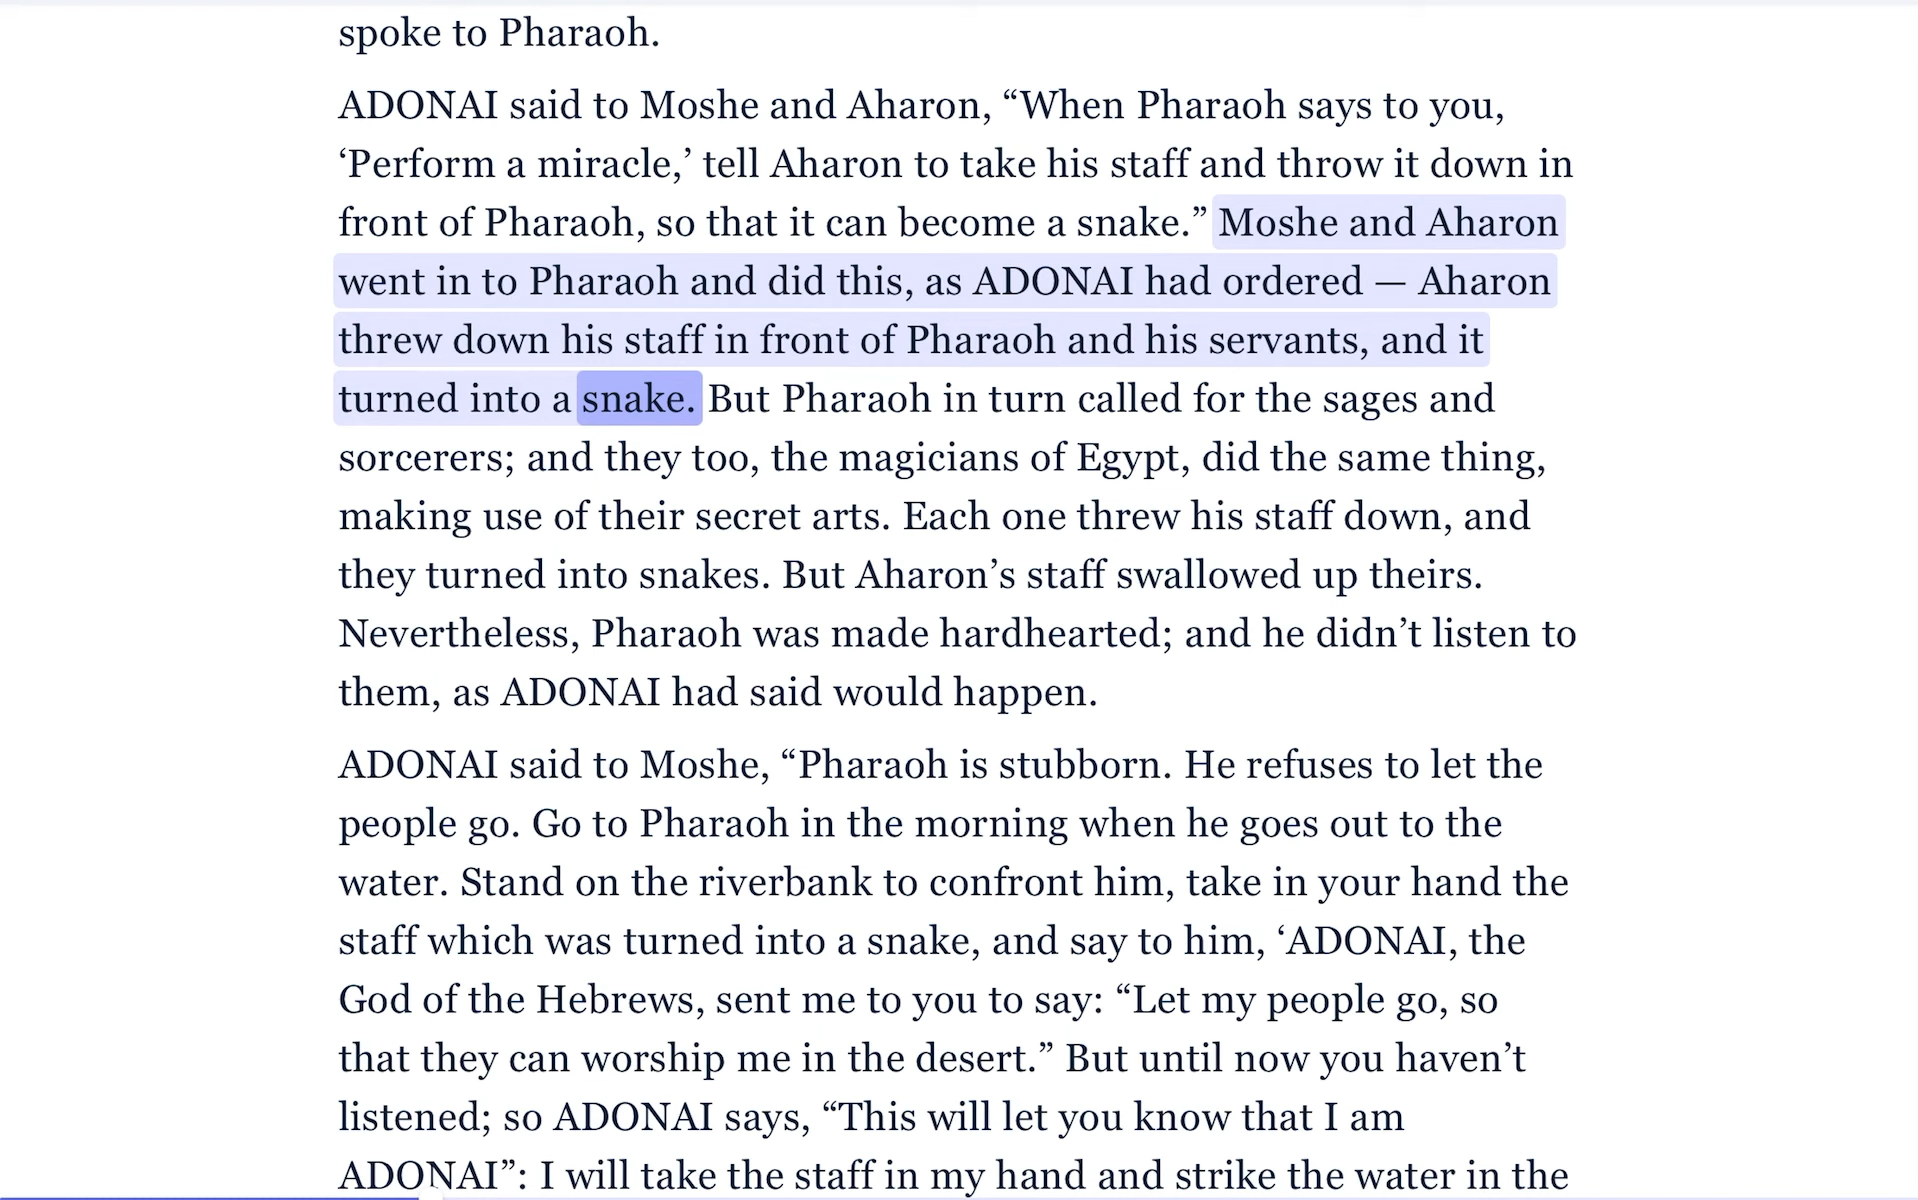 spoke to Pharaoh.
ADONAI said to Moshe and Aharon, “When Pharaoh says to you,
‘Perform a miracle,’ tell Aharon to take his staff and throw it down in
front of Pharaoh, so that it can become a snake.” Moshe and Aharon
went in to Pharaoh and did this, as ADONAI had ordered — Aharon
threw down his staff in front of Pharaoh and his servants, and it
turned into a snake. But Pharaoh in turn called for the sages and
sorcerers; and they too, the magicians of Egypt, did the same thing,
making use of their secret arts. Each one threw his staff down, and
they turned into snakes. But Aharon’s staff swallowed up theirs.
Nevertheless, Pharaoh was made hardhearted; and he didn’t listen to
them, as ADONAI had said would happen.
ADONAI said to Moshe, “Pharaoh is stubborn. He refuses to let the
people go. Go to Pharaoh in the morning when he goes out to the
water. Stand on the riverbank to confront him, take in your hand the
staff which was turned into a snake, and say to him, ‘ADONAI, the
God of the Hebrews, sent me to you to say: “Let my people go, so
that they can worship me in the desert.” But until now you haven’t
listened; so ADONAI says, “This will let you know that I am
ADONAI”: I will take the staff in my hand and strike the water in the